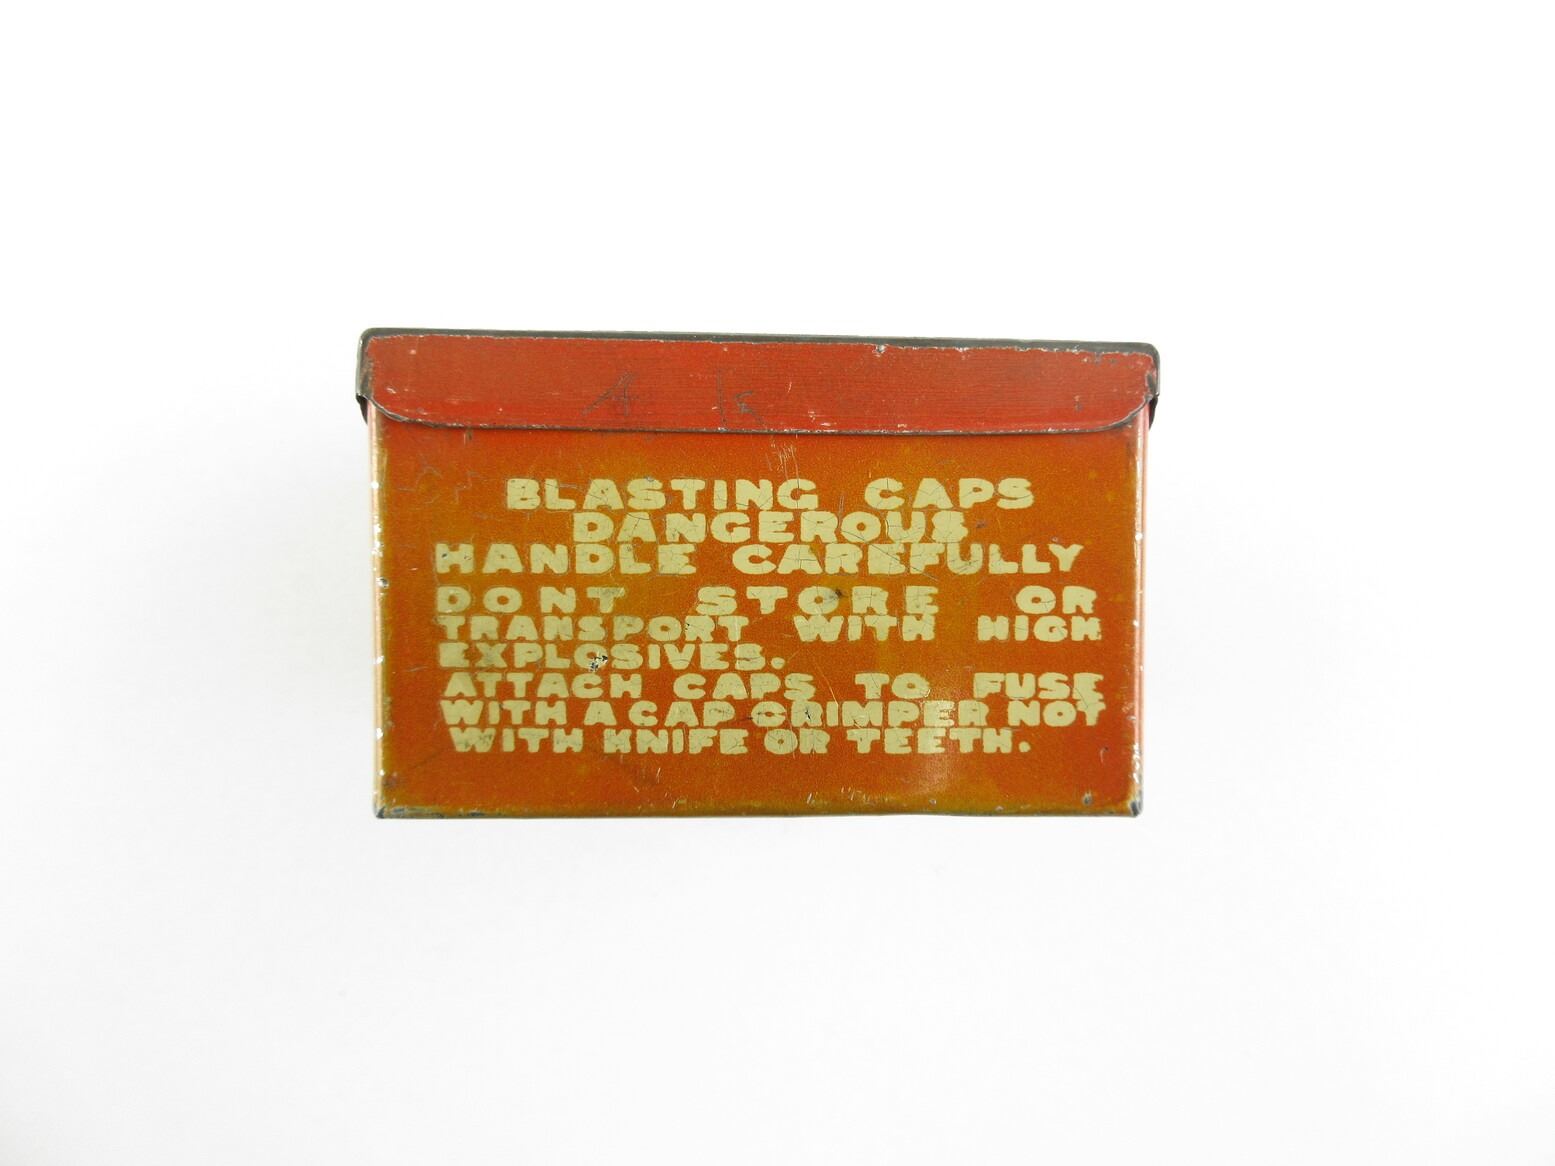 BLASTING CAPS
DANGEROUS
HANDLE CAREFULLY
DONT STORE OR
TRANSPORT WITH HIGH
EXPLOSIVES.
ATTACH CAPS TO FUSE
WITH A CAP CRIMPER NOT
WITH KNIFE OR TEETH.